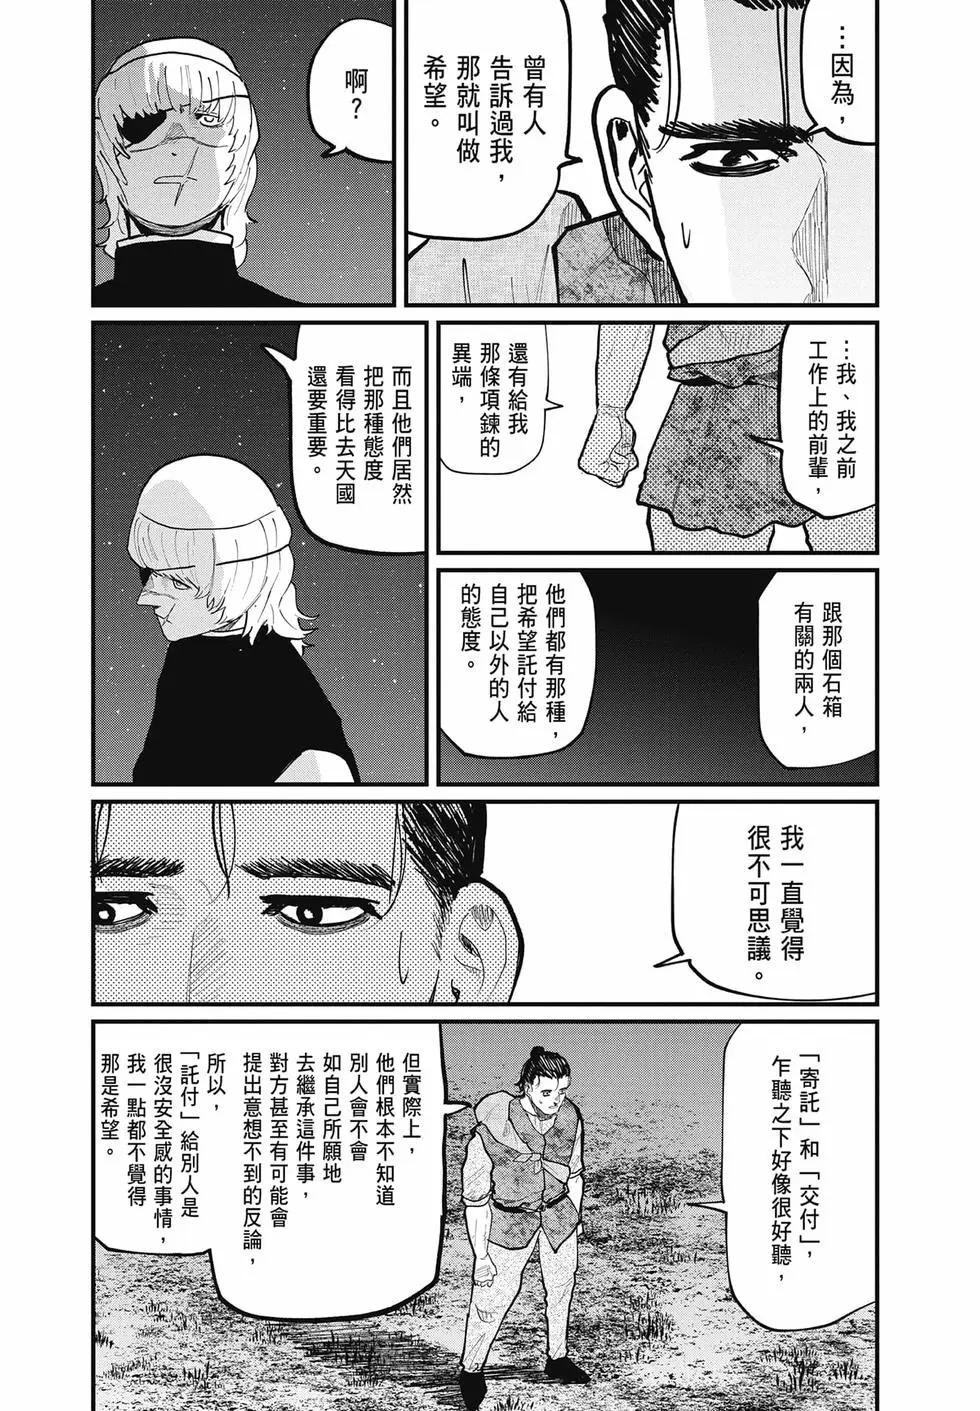 …因為，
曾有人
告訴過我，
那就叫做
希望。
啊？
…我、我之前
工作上的前輩，
還有給我
那條項鍊的
異端，
跟那個石箱
有關的兩人，
他們都有那種
把希望託付給
自己以外的人
的態度。
而且他們居然
把那種態度
看得比去天國
還要重要。
我一直覺得
很不可思議。
「寄託」和「交付」，
乍聽之下好像很好聽，
但實際上，
他們根本不知道
別人會不會
如自己所願地
去繼承這件事，
對方甚至有可能會
提出意想不到的反論，
所以，
「託付」給別人是
很沒安全感的事情，
我一點都不覺得
那是希望。